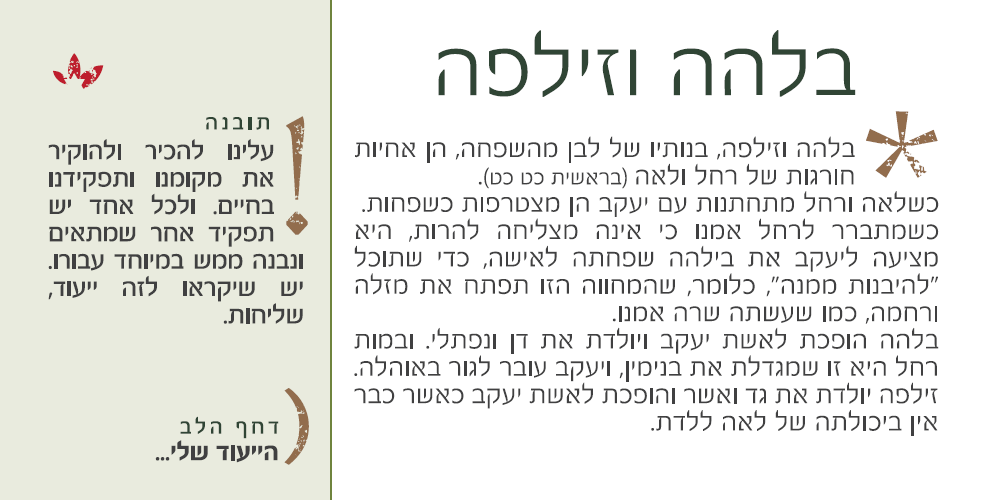 בלהה וזילפה
בלהה וזילפה, בנותיו של לבן מהשפחה, הן אחיות
חורגות של רחל ולאה (בראשית כט כט).
כשלאה ורחל מתחתנות עם יעקב הן מצטרפות כשפחות.
כשמתברר לרחל אמנו כי אינה מצליחה להרות, היא
מציעה ליעקב את בילהה שפחתה לאישה, כדי שתוכל
"להיבנות ממנה", כלומר, שהמחווה הזו תפתח את מזלה
ורחמה, כמו שעשתה שרה אמנו.
בלהה הופכת לאשת יעקב ויולדת את דן ונפתלי. ובמות
רחל היא זו שמגדלת את בנימין, ויעקב עובר לגור באוהלה.
זילפה יולדת את גד ואשר והופכת לאשת יעקב כאשר כבר
אין ביכולתה של לאה ללדת.
תובנה
עלינו להכיר ולהוקיר
את מקומנו ותפקידנו
בחיים. ולכל אחד יש
תפקיד אחר שמתאים
ונבנה ממש במיוחד עבורו.
יש שיקראו לזה ייעוד,
שליחות.
דחף הלב
הייעוד שלי...